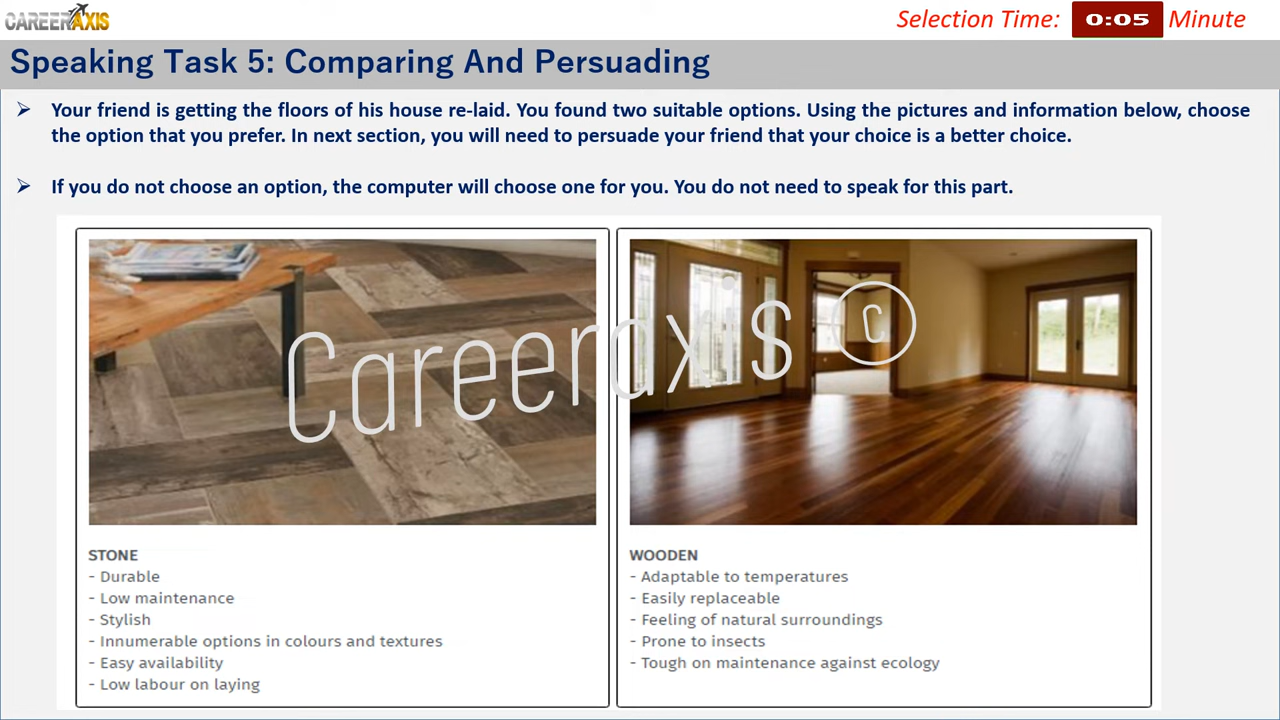 CAREERAXIS
Selection Time: 0:05 Minute
Speaking Task 5: Comparing And Persuading
➢ Your friend is getting the floors of his house re-laid. You found two suitable options. Using the pictures and information below, choose
the option that you prefer. In next section, you will need to persuade your friend that your choice is a better choice.
➢ If you do not choose an option, the computer will choose one for you. You do not need to speak for this part.
Careeraxis ©
STONE
- Durable
- Low maintenance
- Stylish
- Innumerable options in colours and textures
- Easy availability
- Low labour on laying
WOODEN
- Adaptable to temperatures
- Easily replaceable
- Feeling of natural surroundings
- Prone to insects
- Tough on maintenance against ecology